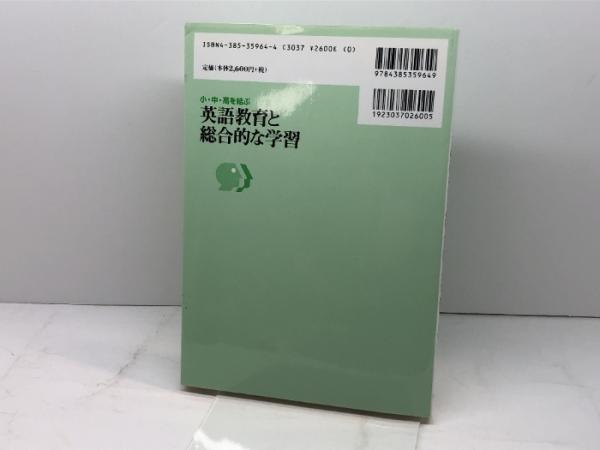 ISBN4-385-35964-4 C3037 ¥2600E (0)
定価(本体2,600円+税)
9784385359649
1923037026005
小・中・高を結ぶ
英語教育と
総合的な学習